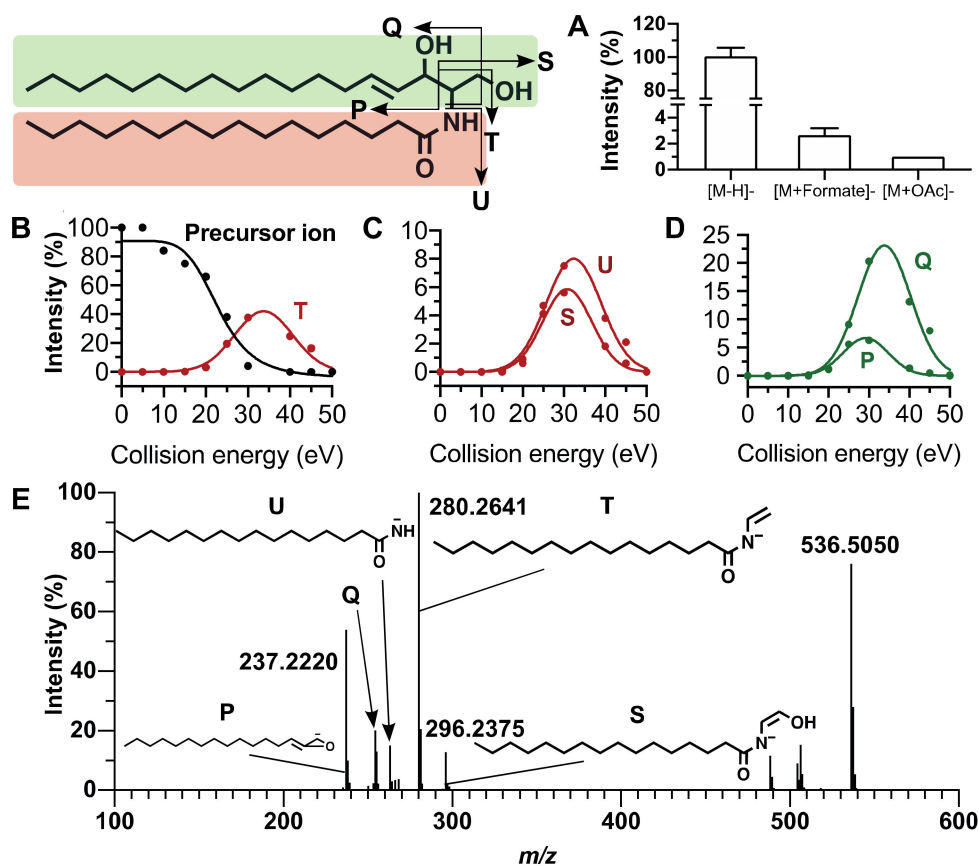 Q
OH
S
OH
P
NH
T
O
U
A
Intensity (%)
120
100
80
4
2
0
[M-H]-
[M+Formate]-
[M+OAc]-
B
Intensity (%)
100
80
60
40
20
0
Precursor ion
T
0 10 20 30 40 50
Collision energy (eV)
C
10
8
6
4
2
0
U
S
0 10 20 30 40 50
Collision energy (eV)
D
25
20
15
10
5
0
Q
P
0 10 20 30 40 50
Collision energy (eV)
E
Intensity (%)
100
80
60
40
20
0
U
NH
O
280.2641
T
N
O
536.5050
Q
237.2220
P
O
296.2375
S
OH
N
O
100 200 300 400 500 600
m/z